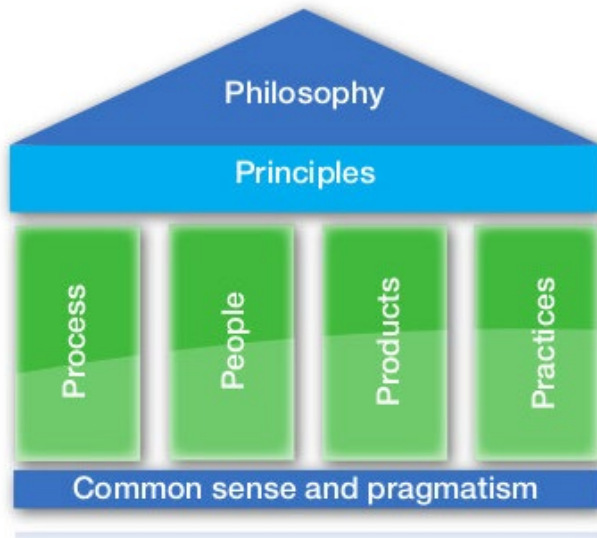 Philosophy
Principles
Process
People
Products
Practices
Common sense and pragmatism